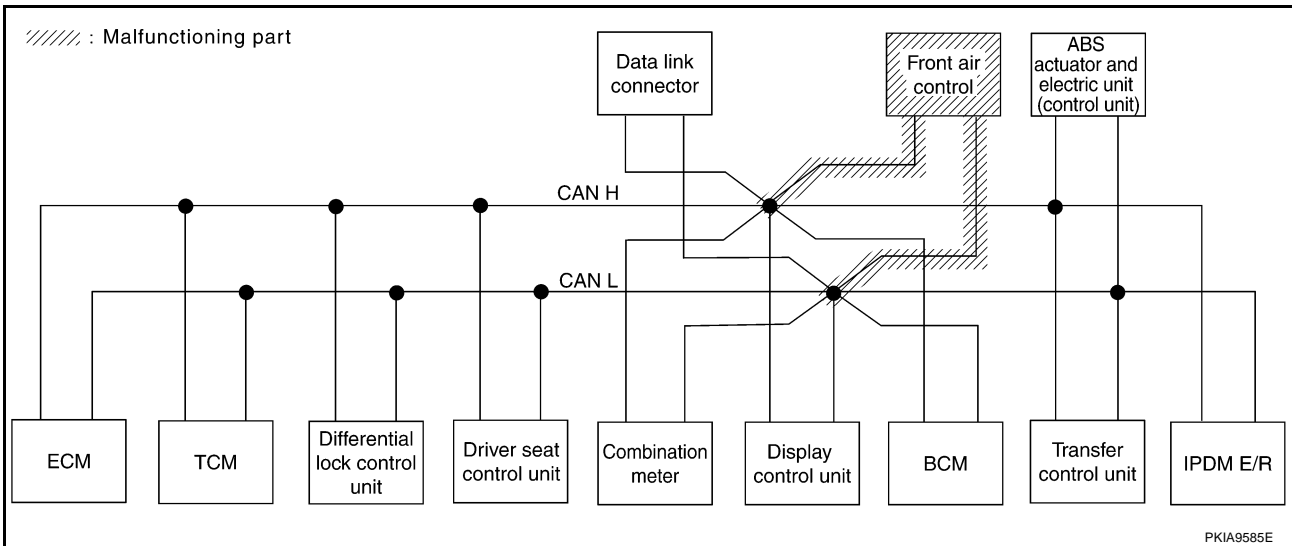 : Malfunctioning part
Data link
connector
Front air
control
ABS
actuator and
electric unit
(control unit)
CAN H
CAN L
ECM
TCM
Differential
lock control
unit
Driver seat
control unit
Combination
meter
Display
control unit
BCM
Transfer
control unit
IPDM E/R
PKIA9585E